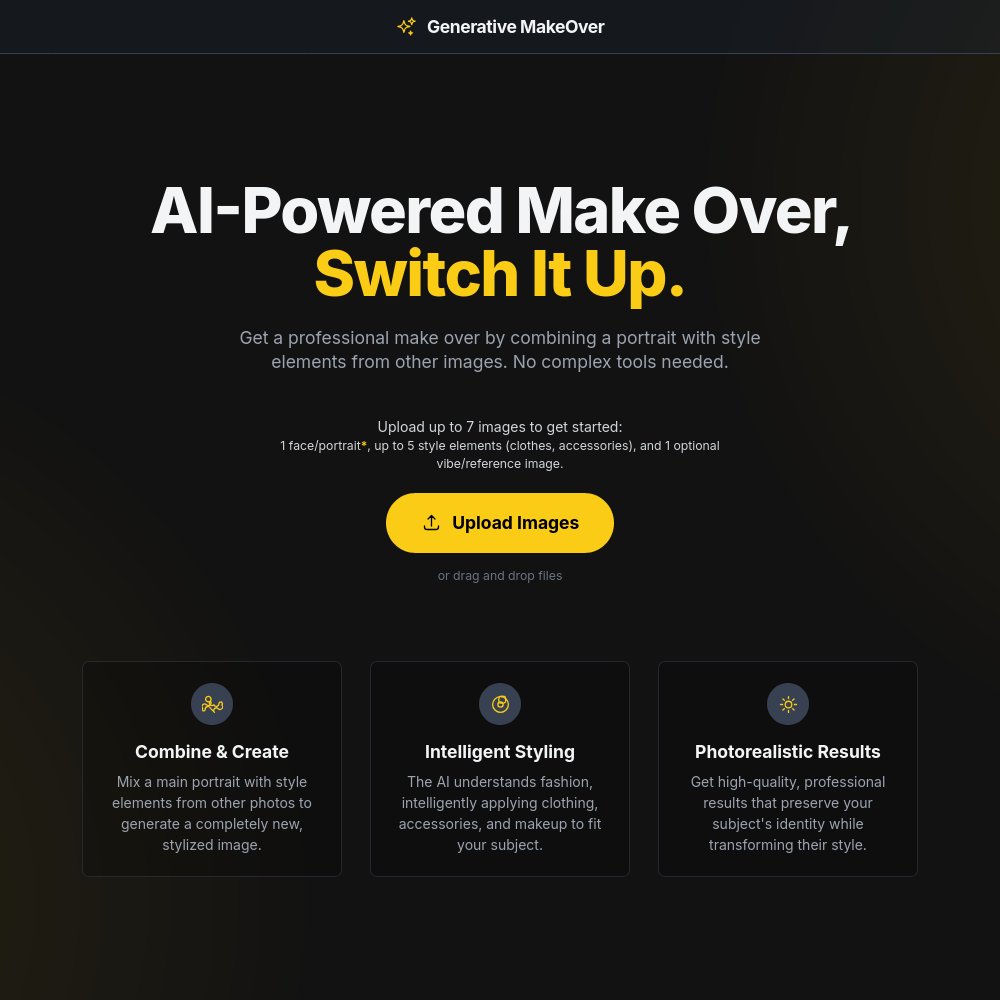 Generative MakeOver
AI-Powered Make Over,
Switch It Up.
Get a professional make over by combining a portrait with style
elements from other images. No complex tools needed.
Upload up to 7 images to get started:
1 face/portrait*, up to 5 style elements (clothes, accessories), and 1 optional
vibe/reference image.
Upload Images
or drag and drop files
Combine & Create
Mix a main portrait with style
elements from other photos to
generate a completely new,
stylized image.
Intelligent Styling
The AI understands fashion,
intelligently applying clothing,
accessories, and makeup to fit
your subject.
Photorealistic Results
Get high-quality, professional
results that preserve your
subject's identity while
transforming their style.